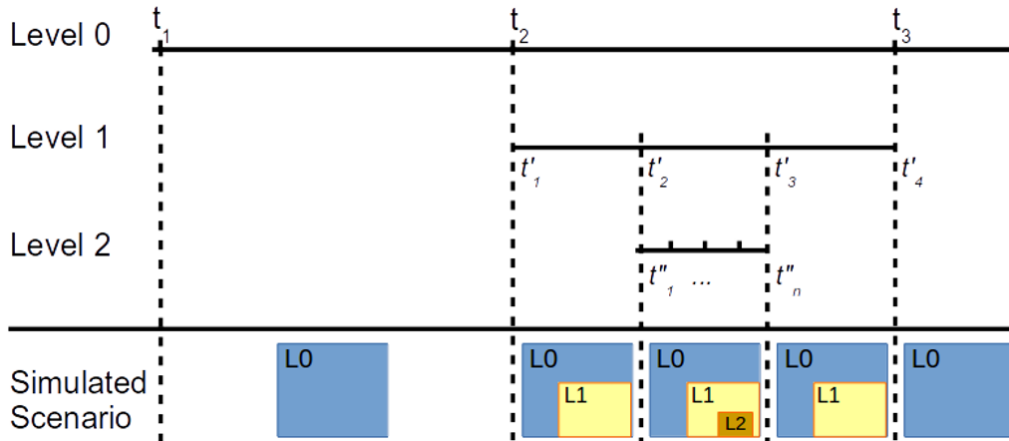 Level 0 t₁ t₂ t₃
Level 1
t'₁ t'₂ t'₃ t'₄
Level 2
t"₁ ... t"ₙ
L0 L0 L0 L0 L0
L1 L1 L1
L2
Simulated
Scenario